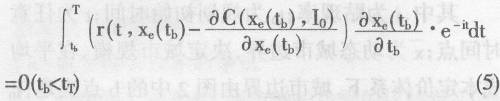 ∫_{t_b}^{T} (r(t,x_e(t_b)-∂C(x_e(t_b),I_0)/∂x_e(t_b)) ∂x_e(t_b)/∂t_b · e^{-it}dt
=0(t_b<t_T) (5)